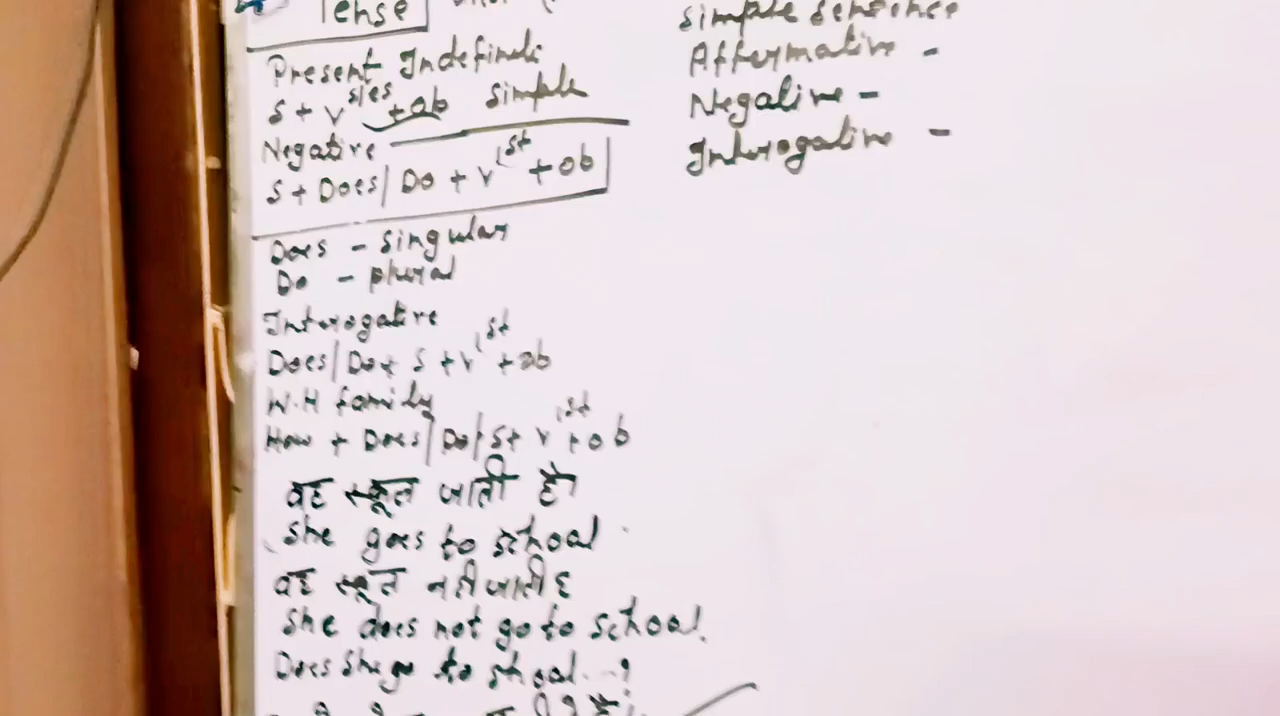 Tense
Present Indefinite
S + V s/es + ob Simple
Negative
S + Does/Do + V 1st + ob
Does - Singular
Do - plural
Interogative
Does/Do + S + V 1st + ob
W.H family
How + Does/Do/ S + V 1st + ob
वह स्कूल जाती है।
She goes to school
वह स्कूल नही जाती है
She does not go to school.
Does She go to shool..?
Simple Sentence
Affermative -
Negative -
Interogative -